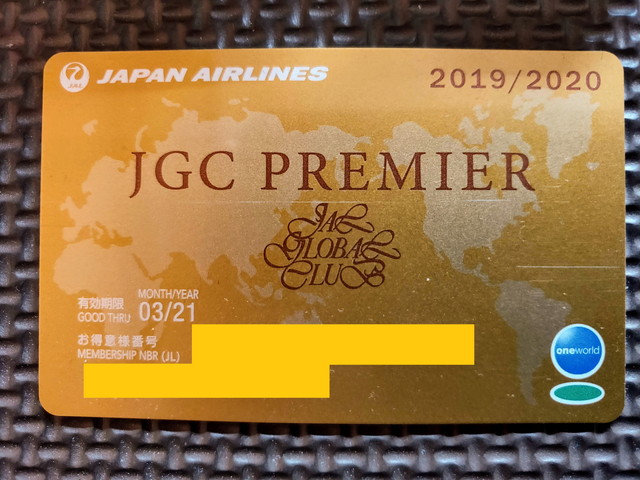 JAL
JAPAN AIRLINES
2019/2020
JGC PREMIER
JAL
GLOBAL
CLUB
有効期限 MONTH/YEAR
GOOD THRU 03/21
お得意様番号
MEMBERSHIP NBR (JL)
oneworld